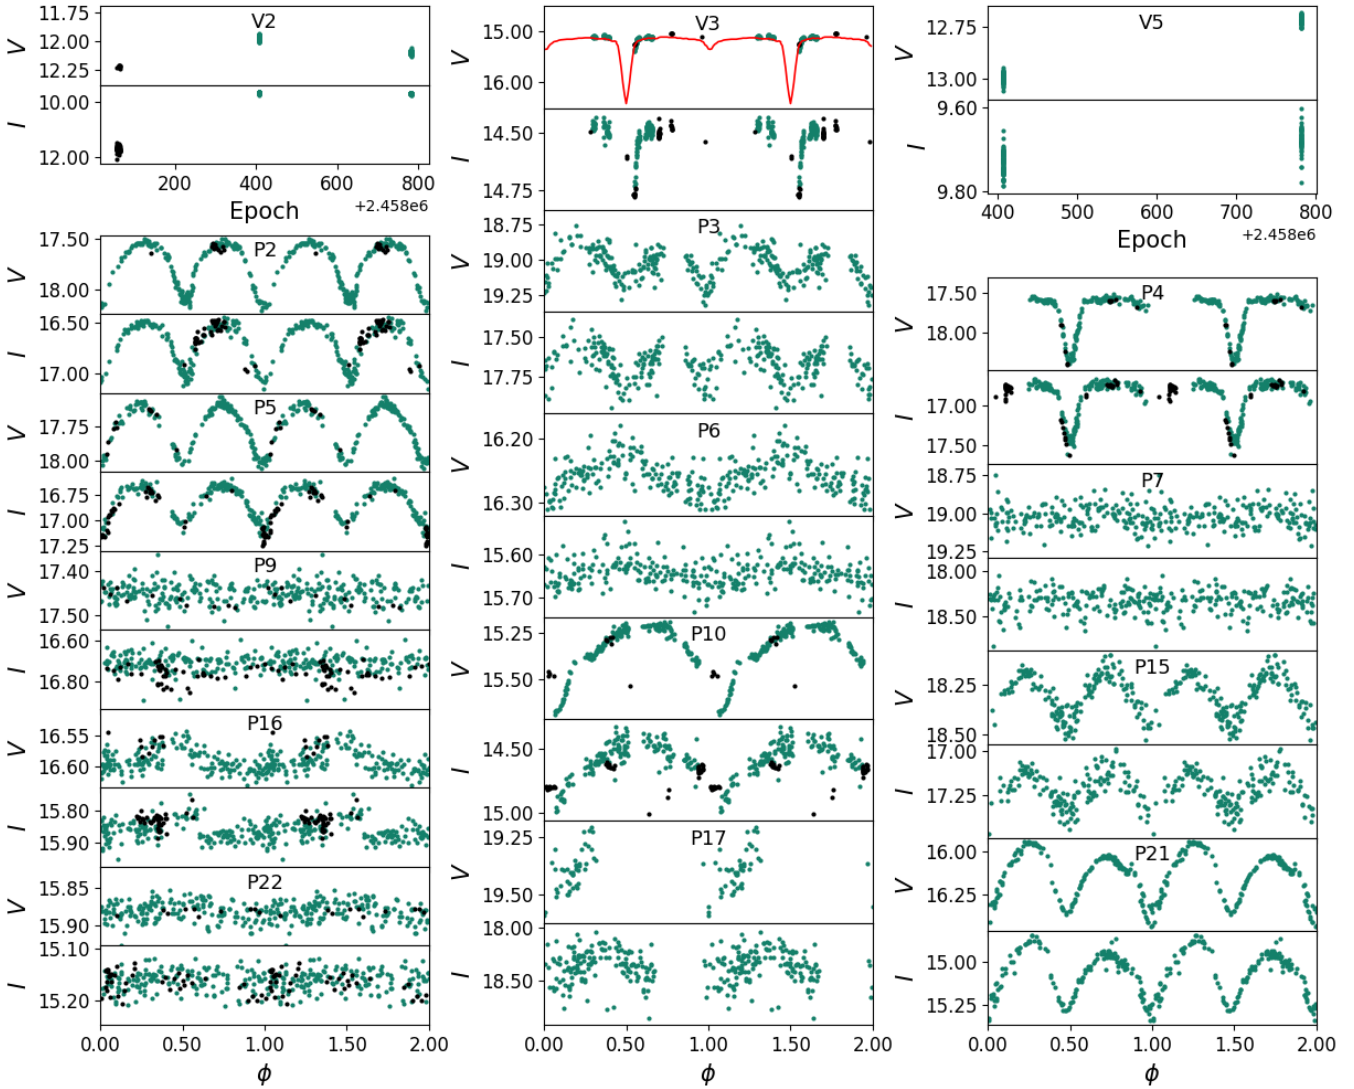 V2
V
11.75
12.00
12.25
I
10.00
12.00
200
400
600
800
Epoch
+2.458e6
P2
V
17.50
18.00
I
16.50
17.00
P5
V
17.75
18.00
I
16.75
17.00
17.25
P9
V
17.40
17.50
I
16.60
16.80
P16
V
16.55
16.60
I
15.80
15.90
P22
V
15.85
15.90
I
15.10
15.20
0.00
0.50
1.00
1.50
2.00
ϕ
V3
V
15.00
16.00
I
14.50
14.75
P3
V
18.75
19.00
19.25
I
17.50
17.75
P6
V
16.20
16.30
I
15.60
15.70
P10
V
15.25
15.50
I
14.50
15.00
P17
V
19.25
19.50
I
18.00
18.50
0.00
0.50
1.00
1.50
2.00
ϕ
V5
V
12.75
13.00
I
9.60
9.80
400
500
600
700
800
Epoch
+2.458e6
P4
V
17.50
18.00
I
17.00
17.50
P7
V
18.75
19.00
19.25
I
18.00
18.50
P15
V
18.25
18.50
I
17.00
17.25
P21
V
16.00
16.25
I
15.00
15.25
0.00
0.50
1.00
1.50
2.00
ϕ